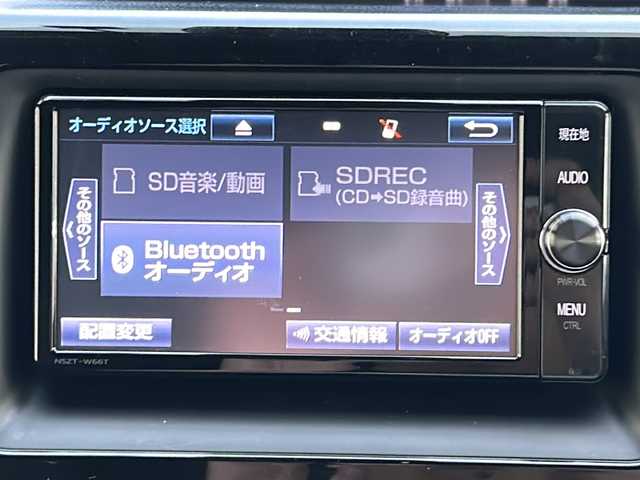 オーディオソース選択
現在地
SD音楽/動画
SDREC
(CD➡SD録音曲)
AUDIO
その他のソース
その他のソース
Bluetooth
オーディオ
PWR-VOL
MENU
CTRL
配置変更
交通情報
オーディオOFF
NSZT-W66T